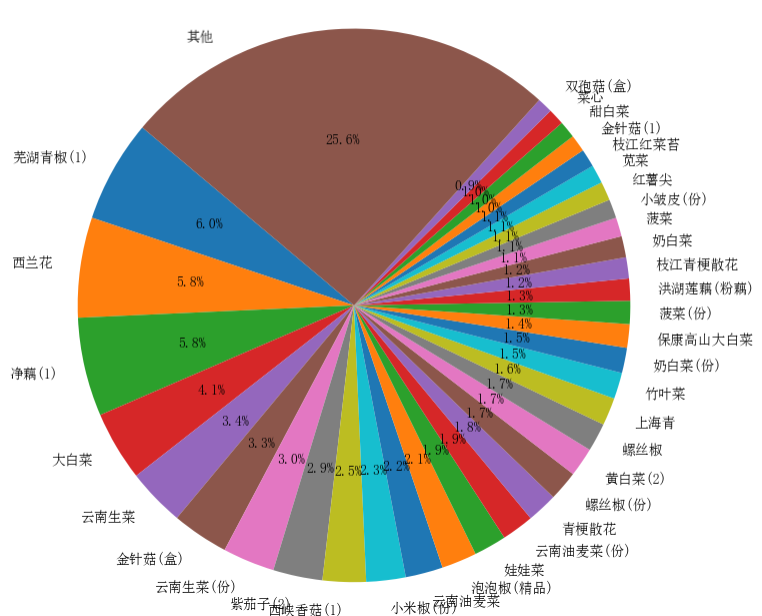 其他
25.6%
芜湖青椒(1)
6.0%
西兰花
5.8%
净藕(1)
5.8%
大白菜
4.1%
云南生菜
3.4%
金针菇(盒)
3.3%
云南生菜(份)
3.0%
紫茄子(2)
2.9%
西峡香菇(1)
2.5%
2.3%
小米椒(份)
2.2%
云南油麦菜
2.1%
泡泡椒(精品)
1.9%
娃娃菜
1.9%
云南油麦菜(份)
1.8%
青梗散花
1.7%
螺丝椒(份)
1.7%
黄白菜(2)
1.7%
螺丝椒
1.6%
上海青
1.5%
竹叶菜
1.5%
奶白菜(份)
1.4%
保康高山大白菜
1.3%
菠菜(份)
1.3%
洪湖莲藕(粉藕)
1.2%
枝江青梗散花
1.2%
奶白菜
1.1%
菠菜
1.1%
小皱皮(份)
1.1%
红薯尖
1.1%
苋菜
1.1%
枝江红菜苔
1.0%
金针菇(1)
1.0%
甜白菜
1.0%
菜心
0.9%
双孢菇(盒)